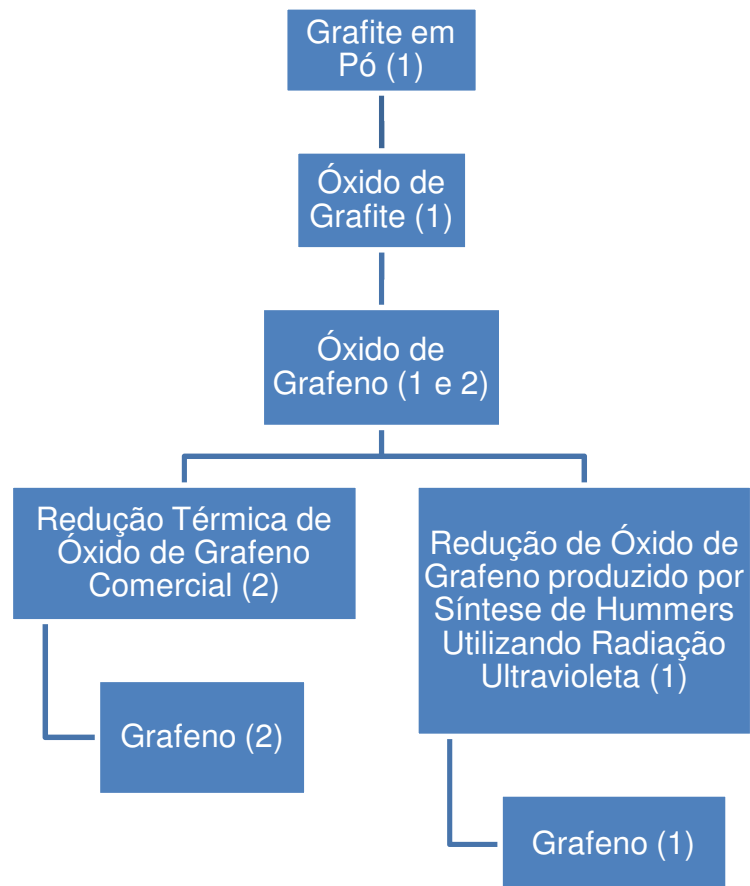 Grafite em
Pó (1)
Óxido de
Grafite (1)
Óxido de
Grafeno (1 e 2)
Redução Térmica de
Óxido de Grafeno
Comercial (2)
Grafeno (2)
Redução de Óxido de
Grafeno produzido por
Síntese de Hummers
Utilizando Radiação
Ultravioleta (1)
Grafeno (1)